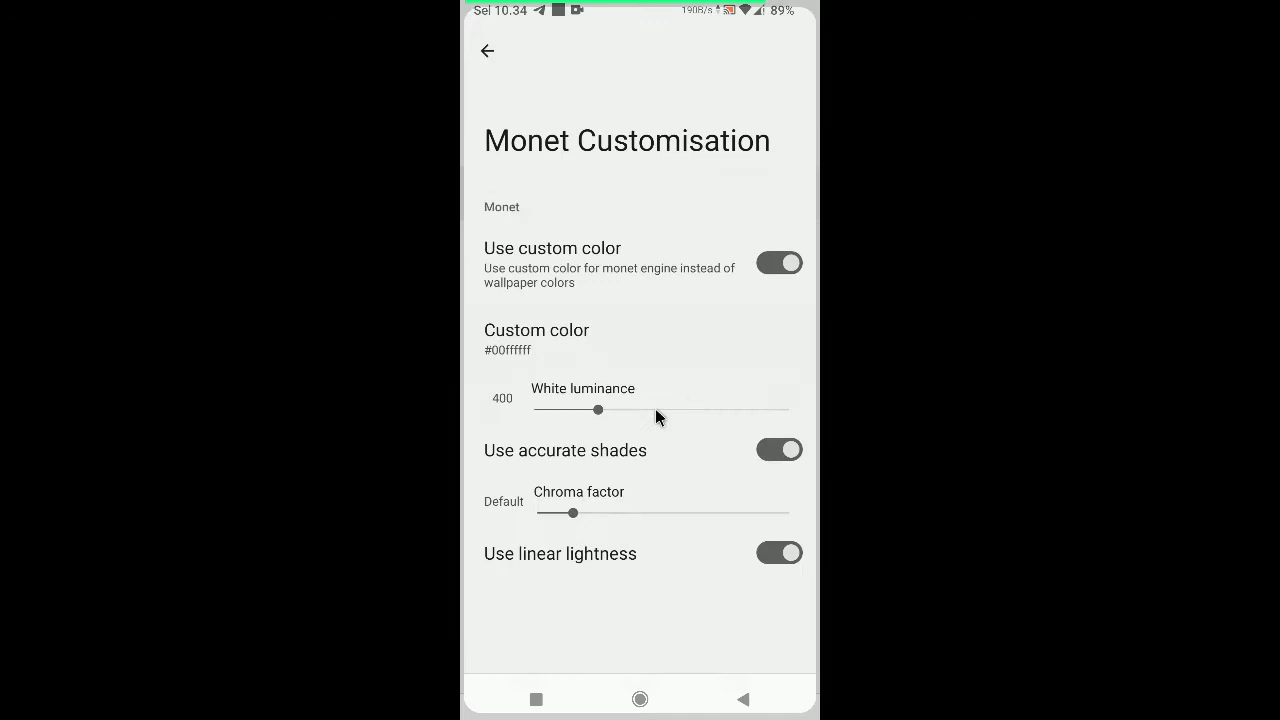 Sel 10.34
190B/s 89%
Monet Customisation
Monet
Use custom color
Use custom color for monet engine instead of
wallpaper colors
Custom color
#00ffffff
White luminance
400
Use accurate shades
Chroma factor
Default
Use linear lightness